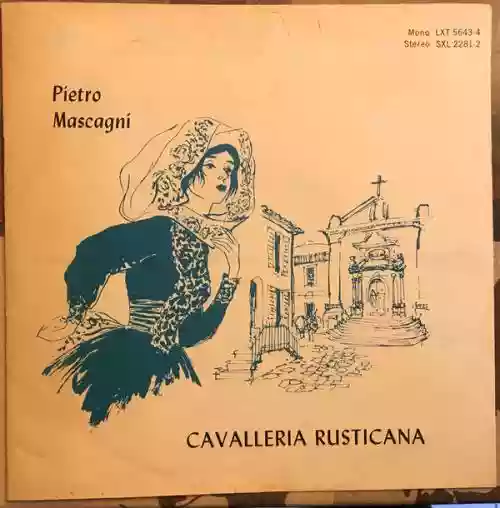 Mono LXT 5643-4
Stereo SXL 2281-2
Pietro
Mascagni
CAVALLERIA RUSTICANA